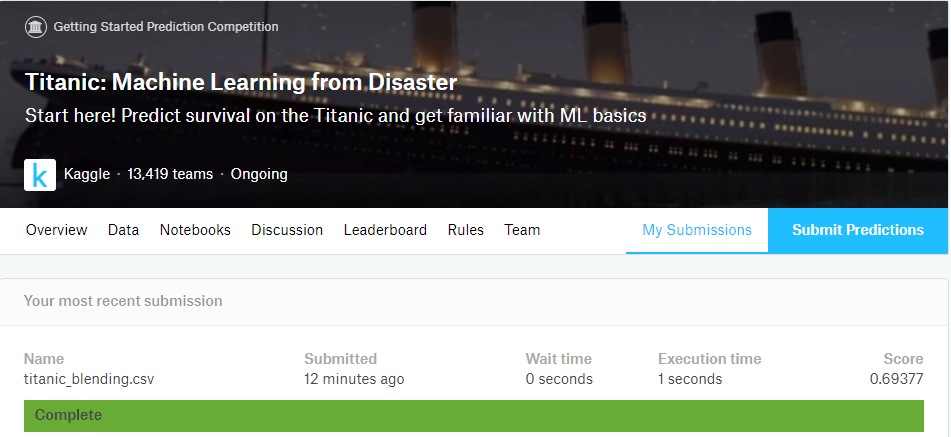 Getting Started Prediction Competition
Titanic: Machine Learning from Disaster
Start here! Predict survival on the Titanic and get familiar with ML basics
k Kaggle · 13,419 teams · Ongoing
Overview Data Notebooks Discussion Leaderboard Rules Team My Submissions Submit Predictions
Your most recent submission
Name Submitted Wait time Execution time Score
titanic_blending.csv 12 minutes ago 0 seconds 1 seconds 0.69377
Complete